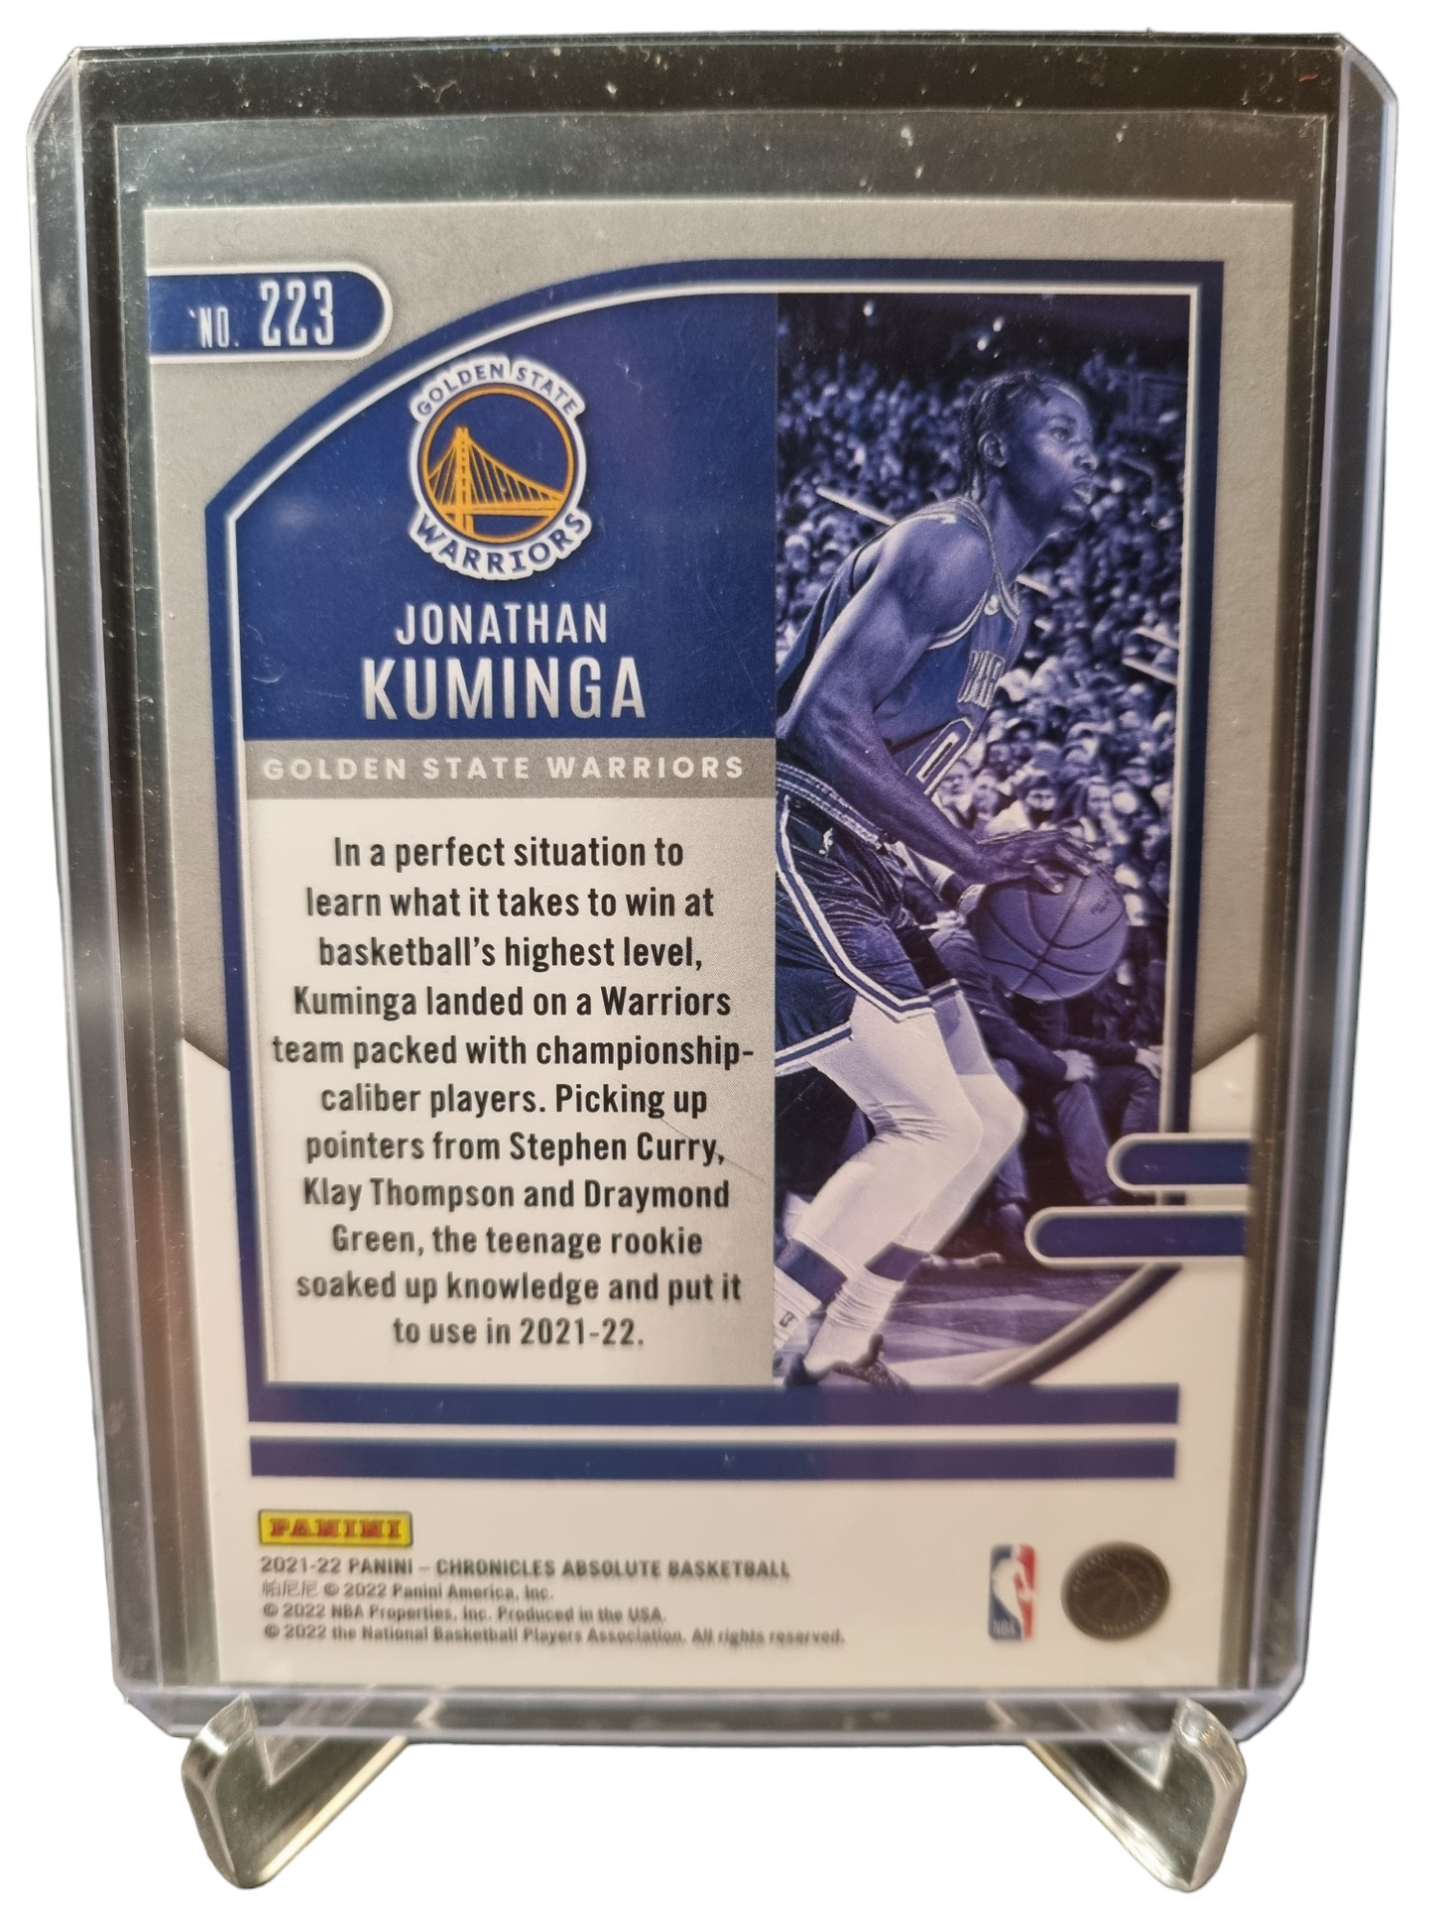 NO. 223
GOLDEN STATE
WARRIORS
JONATHAN
KUMINGA
GOLDEN STATE WARRIORS
In a perfect situation to
learn what it takes to win at
basketball's highest level,
Kuminga landed on a Warriors
team packed with championship-
caliber players. Picking up
pointers from Stephen Curry,
Klay Thompson and Draymond
Green, the teenage rookie
soaked up knowledge and put it
to use in 2021-22.
PANINI
2021-22 PANINI – CHRONICLES ABSOLUTE BASKETBALL
帕尼尼 © 2022 Panini America, Inc.
© 2022 NBA Properties, Inc. Produced in the USA.
© 2022 the National Basketball Players Association. All rights reserved.
NBA